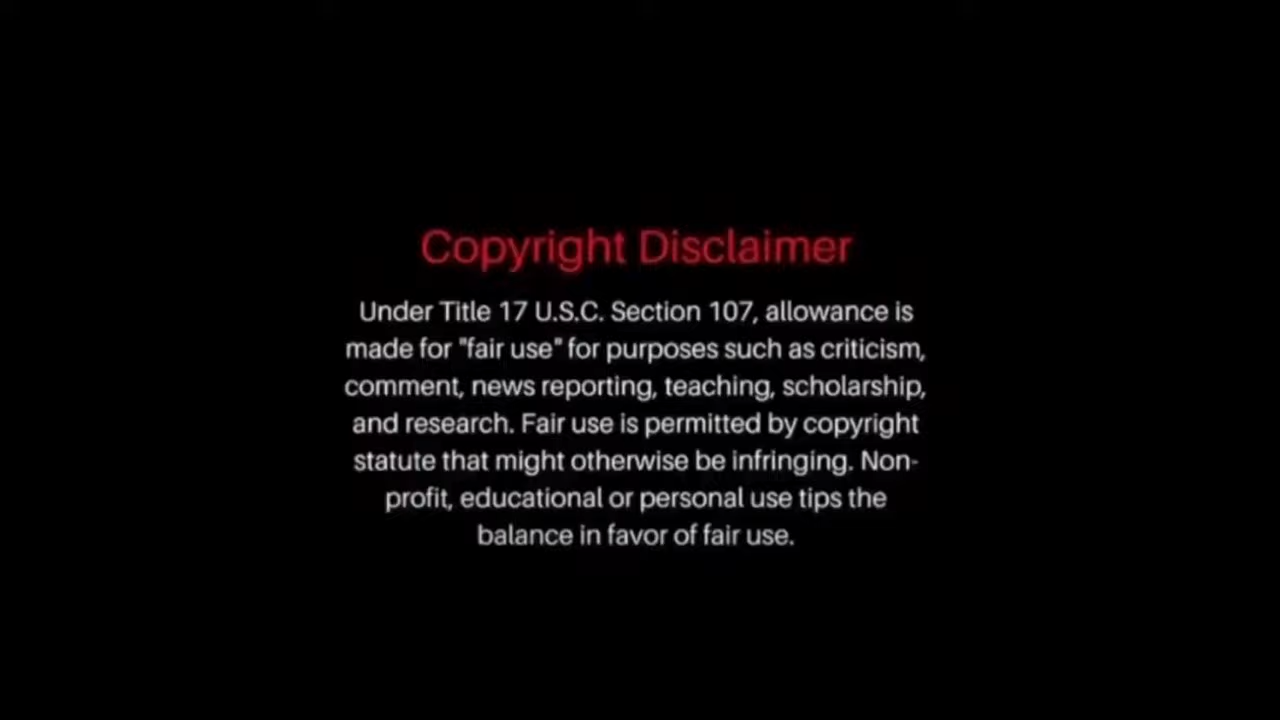 Copyright Disclaimer
Under Title 17 U.S.C. Section 107, allowance is
made for "fair use" for purposes such as criticism,
comment, news reporting, teaching, scholarship,
and research. Fair use is permitted by copyright
statute that might otherwise be infringing. Non-
profit, educational or personal use tips the
balance in favor of fair use.